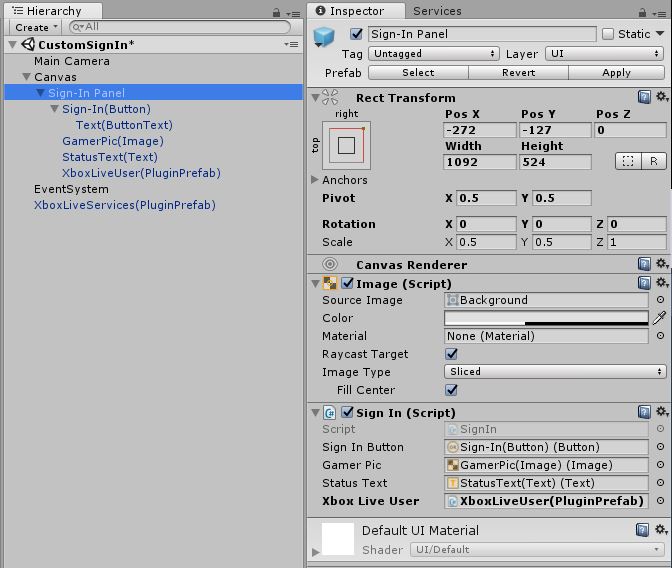 Hierarchy
Create
All
CustomSignIn*
Main Camera
Canvas
Sign-In Panel
Sign-In(Button)
Text(ButtonText)
GamerPic(Image)
StatusText(Text)
XboxLiveUser(PluginPrefab)
EventSystem
XboxLiveServices(PluginPrefab)
Inspector Services
Sign-In Panel Static
Tag Untagged Layer UI
Prefab Select Revert Apply
Rect Transform
right Pos X Pos Y Pos Z
top -272 -127 0
Width Height
1092 524 R
Anchors
Pivot X 0.5 Y 0.5
Rotation X 0 Y 0 Z 0
Scale X 0.5 Y 0.5 Z 1
Canvas Renderer
Image (Script)
Source Image Background
Color
Material None (Material)
Raycast Target
Image Type Sliced
Fill Center
C# Sign In (Script)
Script SignIn
Sign In Button OK Sign-In(Button) (Button)
Gamer Pic GamerPic(Image) (Image)
Status Text T StatusText(Text) (Text)
Xbox Live User XboxLiveUser(PluginPrefab)
Default UI Material
Shader UI/Default